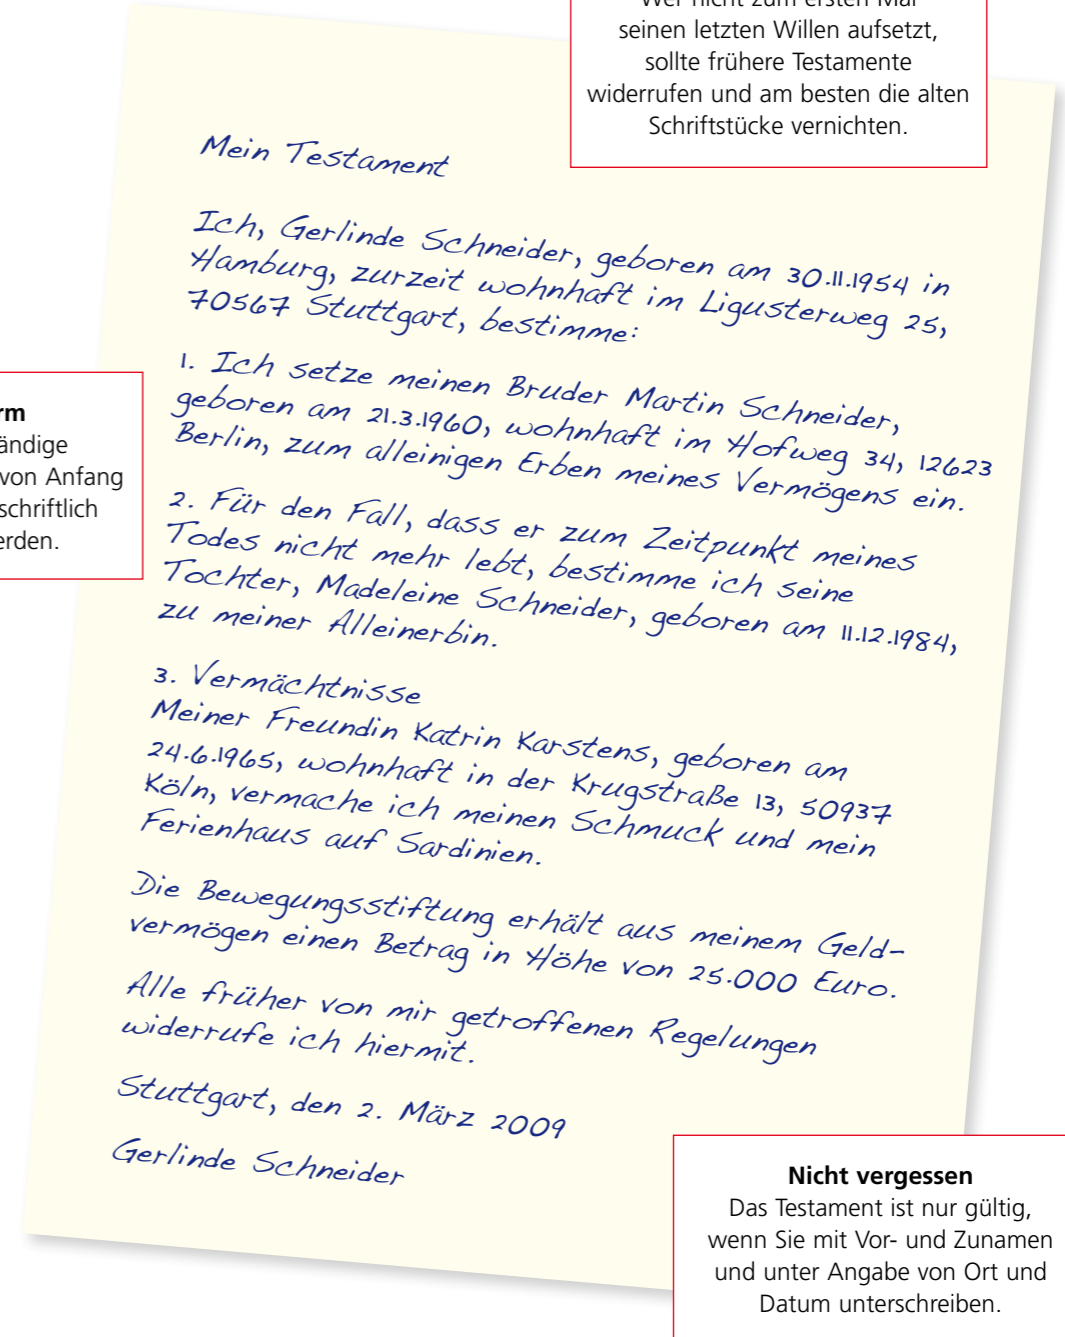 Wer nicht zum ersten Mal
seinen letzten Willen aufsetzt,
sollte frühere Testamente
widerrufen und am besten die alten
Schriftstücke vernichten.
Mein Testament
Ich, Gerlinde Schneider, geboren am 30.11.1954 in
Hamburg, zurzeit wohnhaft im Ligusterweg 25,
70567 Stuttgart, bestimme:
1. Ich setze meinen Bruder Martin Schneider,
geboren am 21.3.1960, wohnhaft im Hofweg 34, 12623
Berlin, zum alleinigen Erben meines Vermögens ein.
rm
ändige
von Anfang
schriftlich
erden.
2. Für den Fall, dass er zum Zeitpunkt meines
Todes nicht mehr lebt, bestimme ich seine
Tochter, Madeleine Schneider, geboren am 11.12.1984,
zu meiner Alleinerbin.
3. Vermächtnisse
Meiner Freundin Katrin Karstens, geboren am
24.6.1965, wohnhaft in der Krugstraße 13, 50937
Köln, vermache ich meinen Schmuck und mein
Ferienhaus auf Sardinien.
Die Bewegungsstiftung erhält aus meinem Geld-
vermögen einen Betrag in Höhe von 25.000 Euro.
Alle früher von mir getroffenen Regelungen
widerrufe ich hiermit.
Stuttgart, den 2. März 2009
Gerlinde Schneider
Nicht vergessen
Das Testament ist nur gültig,
wenn Sie mit Vor- und Zunamen
und unter Angabe von Ort und
Datum unterschreiben.